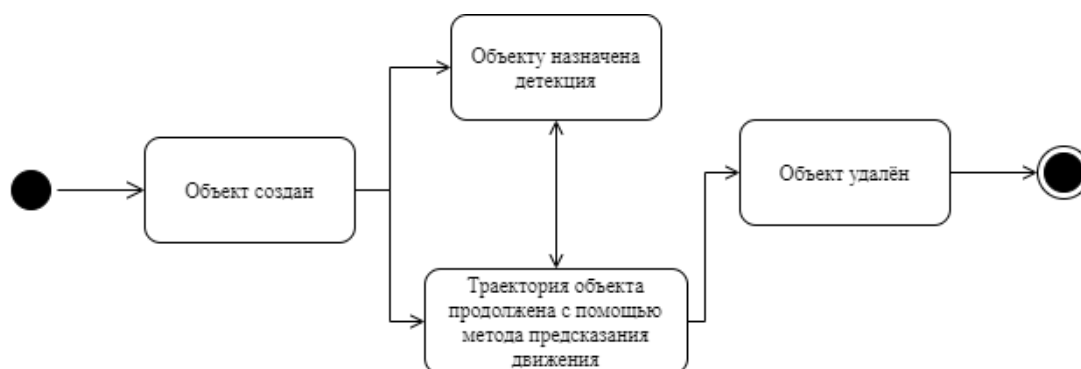 Объекту назначена
детекция
Объект создан
Объект удалён
Траектория объекта
продолжена с помощью
метода предсказания
движения